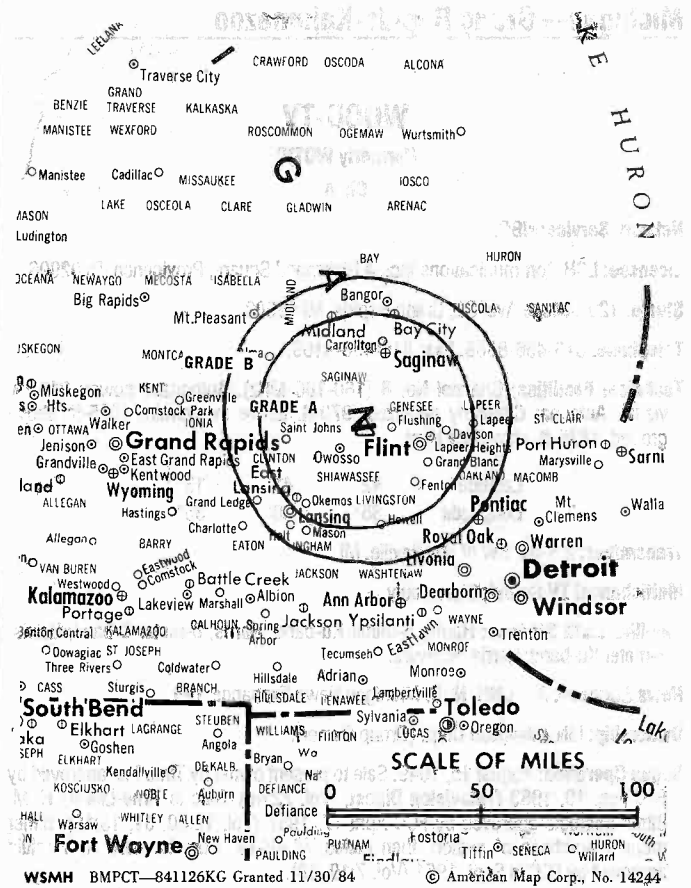 LEELANA
Traverse City
CRAWFORD OSCODA ALCONA
KE HURON
BENZIE GRAND TRAVERSE KALKASKA
MANISTEE WEXFORD ROSCOMMON OGEMAW Wurtsmith
Manistee Cadillac MISSAUKEE G IOSCO
LAKE OSCEOLA CLARE GLADWIN ARENAC
Ludington
BAY HURON
NEWAYGO MECOSTA ISABELLA MIDLAND
Big Rapids Bangor TUSCOLA SANILAC
Mt.Pleasant Midland Bay City
Carrollton
GRADE B Saginaw
SAGINAW
Muskegon KENT Greenville
Hts. Comstock Park GRADE A GENESEE LAPEER
OTTAWA Walker IONIA Saint Johns Flushing Lapeer ST CLAIR
Jenison Grand Rapids Flint Davison Port Huron
Grandville East Grand Rapids CLINTON Owosso Lapeer Heights Marysville Sarni
Kentwood East Lansing SHIAWASSEE Grand Blanc
Wyoming Fenton OAKLAND MACOMB
ALLEGAN Hastings Grand Ledge Okemos LIVINGSTON Pontiac Mt. Clemens Walla
Lansing Howell
Charlotte Holt Mason Royal Oak Warren
Allegan BARRY EATON INGHAM
VAN BUREN Eastwood Comstock JACKSON WASHTENAW Livonia
Westwood Battle Creek Detroit
Kalamazoo Lakeview Marshall Albion Ann Arbor Dearborn Windsor
Portage
Central KALAMAZOO CALHOUN Spring Arbor Jackson Ypsilanti WAYNE
Eastlawn Trenton
Dowagiac ST JOSEPH Tecumseh MONROE
Three Rivers Coldwater Hillsdale Adrian Monroe
CASS Sturgis BRANCH HILLSDALE LENAWEE Lambertville
South Bend STEUBEN Toledo
Elkhart LAGRANGE WILLIAMS FULTON Sylvania LUCAS Oregon Lake
Goshen Angola
ELKHART DE KALB Bryan SCALE OF MILES
Kendallville
KOSCIUSKO NOBLE Auburn DEFIANCE 0 50 100
Warsaw WHITLEY ALLEN Defiance
HALL
Fort Wayne New Haven Paulding PUTNAM Fostoria HURON
PAULDING Tiffin SENECA Willard
WSMH BMPCT—841126KG Granted 11/30/84 © American Map Corp., No. 14244